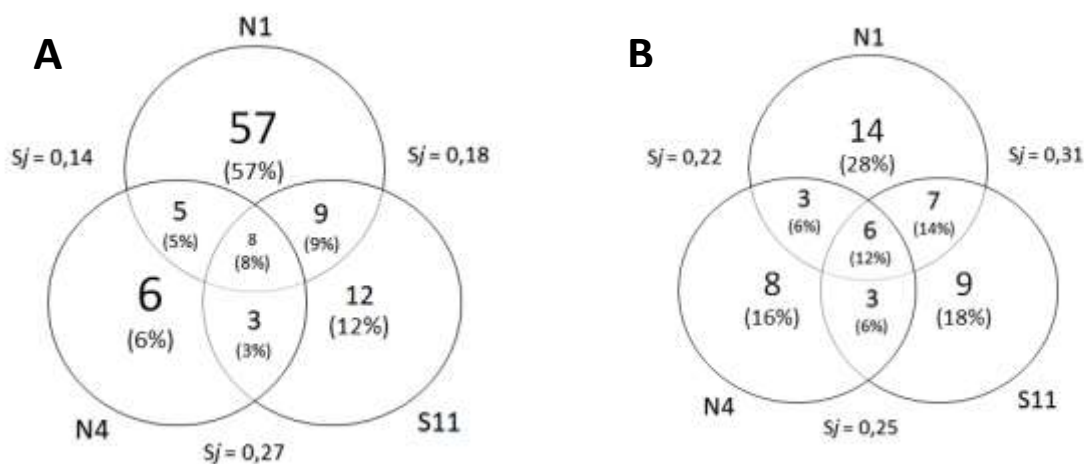 A
N1
57
(57%)
Sj = 0,14
Sj = 0,18
5
(5%)
9
(9%)
8
(8%)
6
(6%)
12
(12%)
3
(3%)
N4
S11
Sj = 0,27
B
N1
14
(28%)
Sj = 0,22
Sj = 0,31
3
(6%)
7
(14%)
6
(12%)
8
(16%)
9
(18%)
3
(6%)
N4
S11
Sj = 0,25